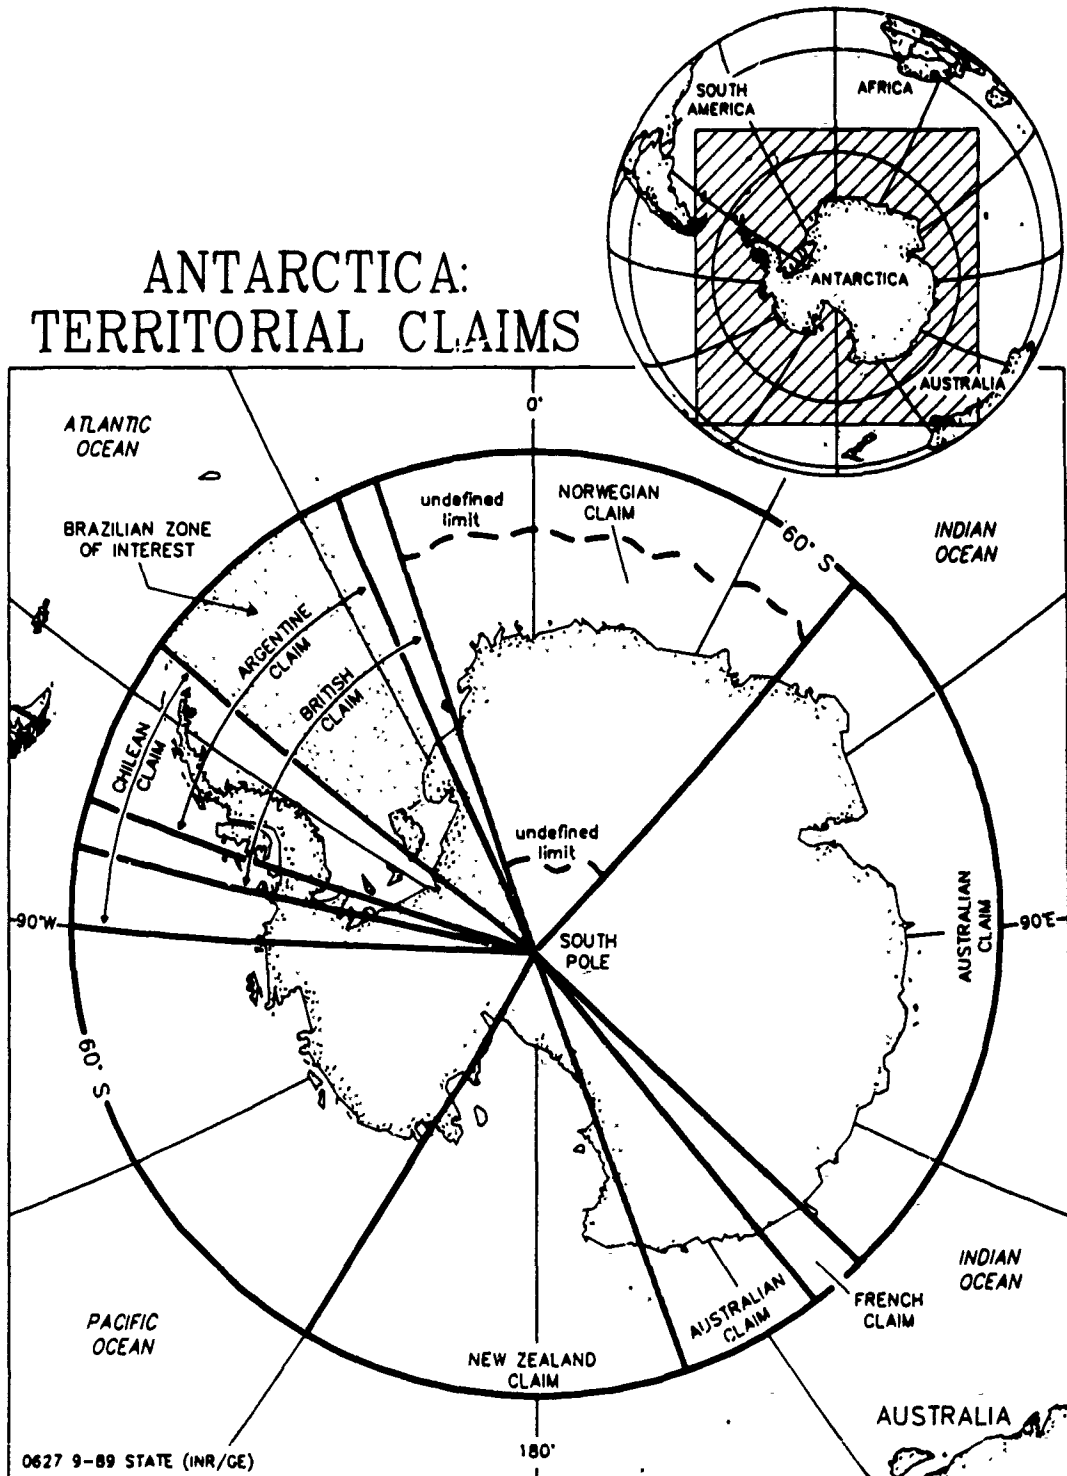 SOUTH
AMERICA
AFRICA
ANTARCTICA
AUSTRALIA
ANTARCTICA:
TERRITORIAL CLAIMS
ATLANTIC
OCEAN
0°
undefined
limit
NORWEGIAN
CLAIM
60° S
INDIAN
OCEAN
BRAZILIAN ZONE
OF INTEREST
ARGENTINE
CLAIM
BRITISH
CLAIM
CHILEAN
CLAIM
undefined
limit
90°W
SOUTH
POLE
AUSTRALIAN
CLAIM
90°E
60° S
INDIAN
OCEAN
AUSTRALIAN
CLAIM
FRENCH
CLAIM
PACIFIC
OCEAN
NEW ZEALAND
CLAIM
AUSTRALIA
180°
0627 9-89 STATE (INR/GE)